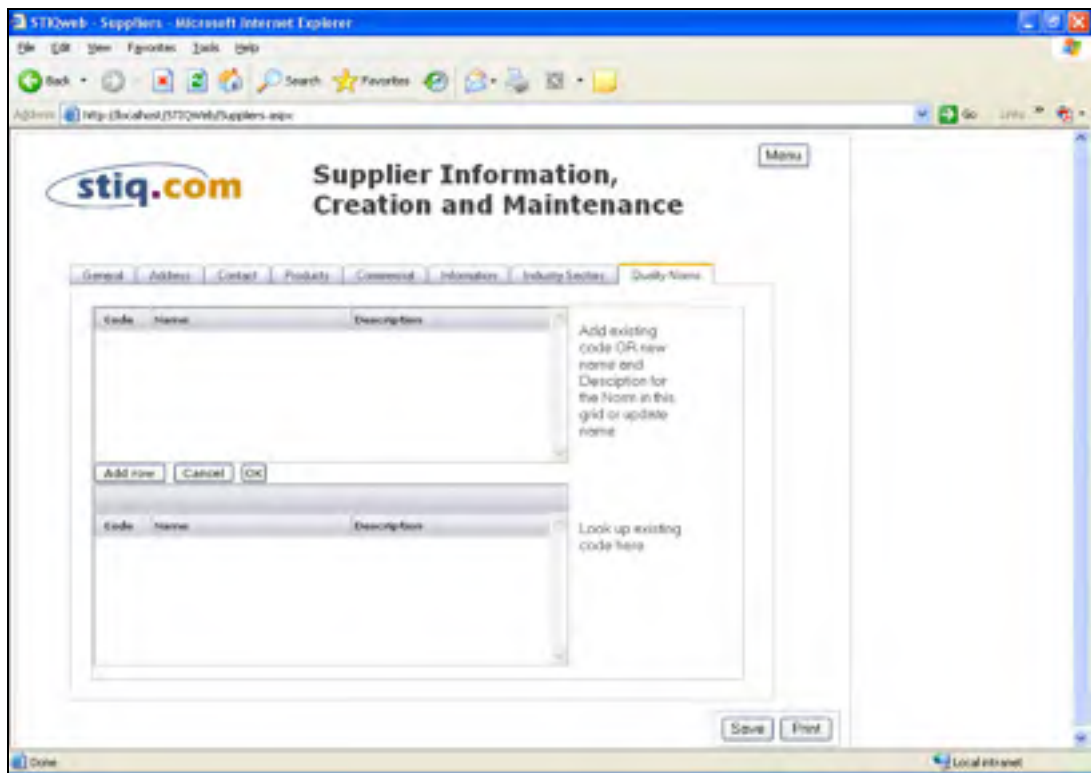 STIQweb - Suppliers - Microsoft Internet Explorer
File Edit View Favorites Tools Help
Back Search Favorites
Address http://localhost/STIQWeb/Suppliers.aspx Go Links
Menu
stiq.com
Supplier Information,
Creation and Maintenance
General Address Contact Products Commercial Information Industry Sectors Quality Norms
Code Name Description
Add existing
code OR new
name and
Desciption for
the Norm in this
grid or update
name
Add row Cancel OK
Code Name Description
Look up existing
code here
Save Print
Done Local intranet